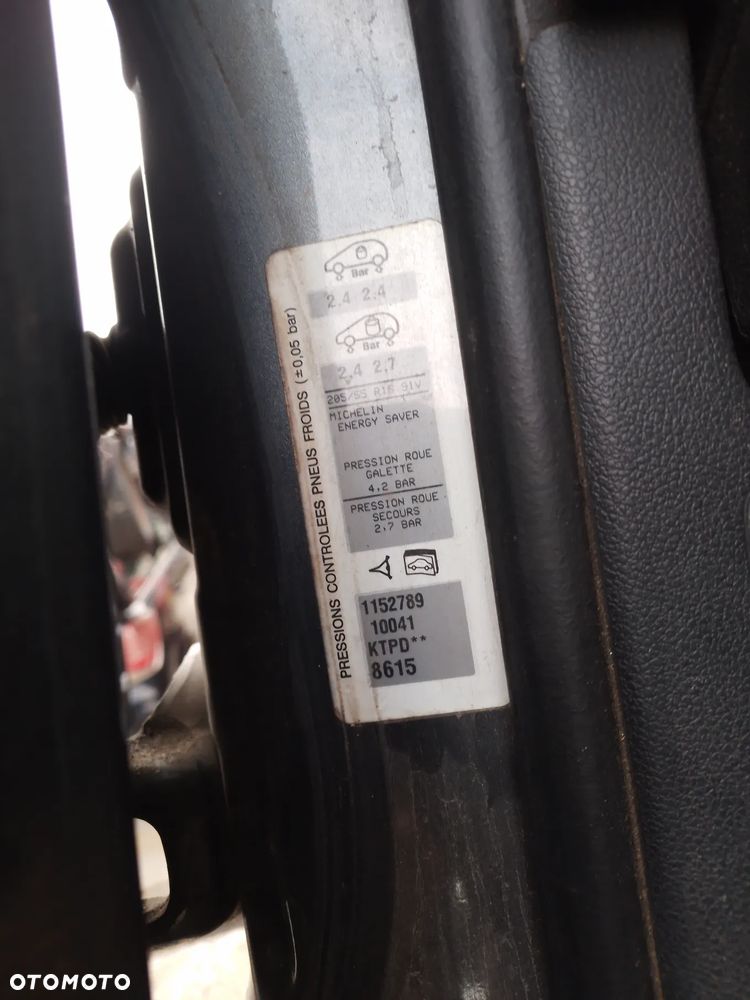 PRESSIONS CONTROLEES PNEUS FROIDS (±0,05 bar)
Bar
2.4 2.4
Bar
2.4 2.7
205/55 R16 91V
MICHELIN
ENERGY SAVER
PRESSION ROUE
GALETTE
4.2 BAR
PRESSION ROUE
SECOURS
2.7 BAR
1152789
10041
KTPD**
8615
OTOMOTO